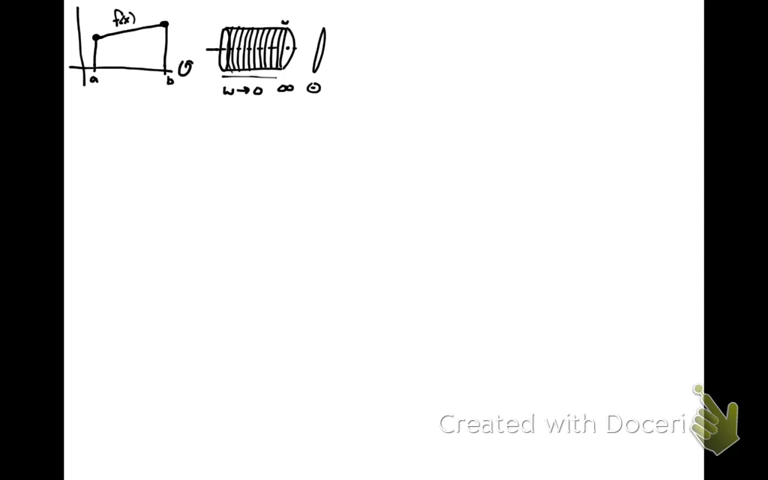 f(x)
a b
w→0 ∞
Created with Doceri